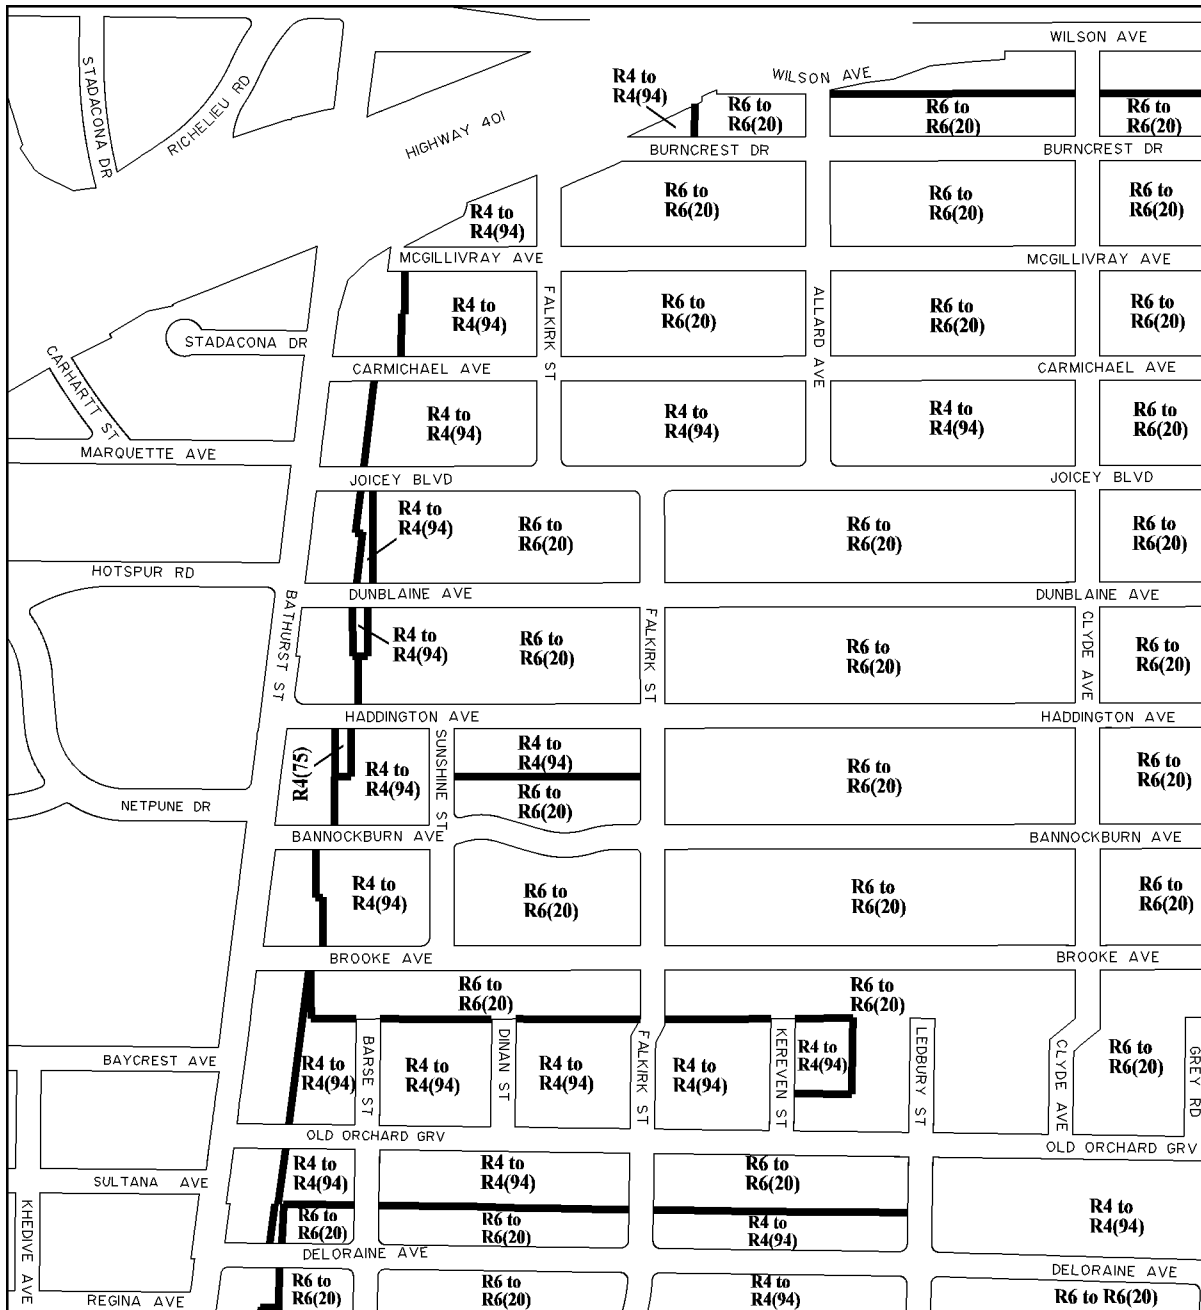 WILSON AVE
WILSON AVE
STADACONA DR
RICHELIEU RD
HIGHWAY 401
R4 to
R4(94)
R6 to
R6(20)
R6 to
R6(20)
R6 to
R6(20)
BURNCREST DR
BURNCREST DR
R4 to
R4(94)
R6 to
R6(20)
R6 to
R6(20)
R6 to
R6(20)
MCGILLIVRAY AVE
MCGILLIVRAY AVE
R4 to
R4(94)
FALKIRK ST
R6 to
R6(20)
ALLARD AVE
R6 to
R6(20)
R6 to
R6(20)
STADACONA DR
CARHARTT ST
CARMICHAEL AVE
CARMICHAEL AVE
R4 to
R4(94)
R4 to
R4(94)
R4 to
R4(94)
R6 to
R6(20)
MARQUETTE AVE
JOICEY BLVD
JOICEY BLVD
R4 to
R4(94)
R6 to
R6(20)
R6 to
R6(20)
R6 to
R6(20)
HOTSPUR RD
DUNBLAINE AVE
DUNBLAINE AVE
BATHURST ST
R4 to
R4(94)
R6 to
R6(20)
FALKIRK ST
R6 to
R6(20)
CLYDE AVE
R6 to
R6(20)
HADDINGTON AVE
HADDINGTON AVE
R4(75)
R4 to
R4(94)
SUNSHINE ST
R4 to
R4(94)
R6 to
R6(20)
R6 to
R6(20)
R6 to
R6(20)
NETPUNE DR
BANNOCKBURN AVE
BANNOCKBURN AVE
R4 to
R4(94)
R6 to
R6(20)
R6 to
R6(20)
R6 to
R6(20)
BROOKE AVE
BROOKE AVE
R6 to
R6(20)
R6 to
R6(20)
BAYCREST AVE
R4 to
R4(94)
BARSE ST
R4 to
R4(94)
DINAN ST
R4 to
R4(94)
FALKIRK ST
R4 to
R4(94)
KEREVEN ST
R4 to
R4(94)
LEDBURY ST
CLYDE AVE
R6 to
R6(20)
GREY RD
OLD ORCHARD GRV
OLD ORCHARD GRV
SULTANA AVE
R4 to
R4(94)
R4 to
R4(94)
R6 to
R6(20)
R4 to
R4(94)
KHEDIVE AVE
R6 to
R6(20)
R6 to
R6(20)
R4 to
R4(94)
DELORAINE AVE
DELORAINE AVE
REGINA AVE
R6 to
R6(20)
R6 to
R6(20)
R4 to
R4(94)
R6 to R6(20)